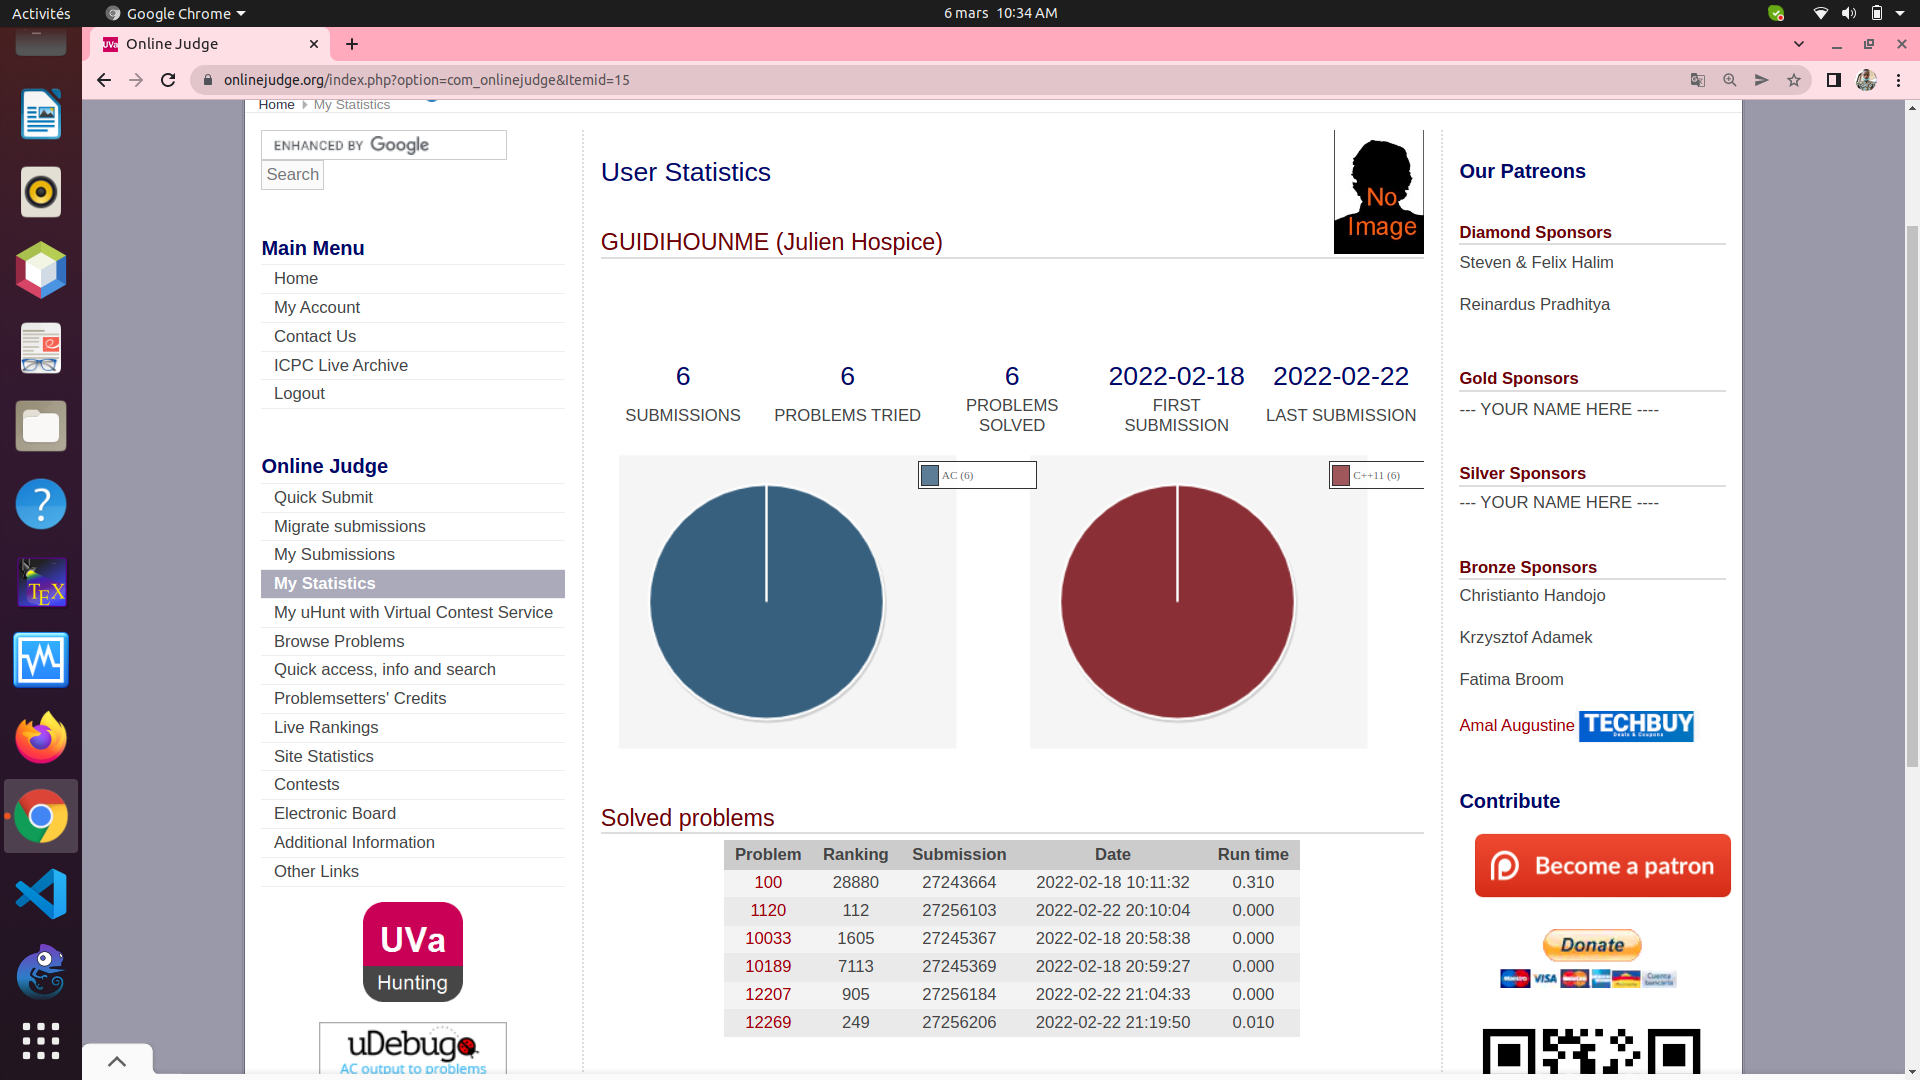 Activités
Google Chrome
6 mars 10:34 AM
UVa
Online Judge
onlinejudge.org/index.php?option=com_onlinejudge&Itemid=15
Home
My Statistics
ENHANCED BY Google
Search
Main Menu
Home
My Account
Contact Us
ICPC Live Archive
Logout
Online Judge
Quick Submit
Migrate submissions
My Submissions
My Statistics
My uHunt with Virtual Contest Service
Browse Problems
Quick access, info and search
Problemsetters' Credits
Live Rankings
Site Statistics
Contests
Electronic Board
Additional Information
Other Links
UVa
Hunting
uDebug
AC output to problems
User Statistics
No
Image
GUIDIHOUNME (Julien Hospice)
6 6 6 2022-02-18 2022-02-22
SUBMISSIONS PROBLEMS TRIED PROBLEMS SOLVED FIRST SUBMISSION LAST SUBMISSION
AC (6)
C++11 (6)
Solved problems
Problem Ranking Submission Date Run time
100 28880 27243664 2022-02-18 10:11:32 0.310
1120 112 27256103 2022-02-22 20:10:04 0.000
10033 1605 27245367 2022-02-18 20:58:38 0.000
10189 7113 27245369 2022-02-18 20:59:27 0.000
12207 905 27256184 2022-02-22 21:04:33 0.000
12269 249 27256206 2022-02-22 21:19:50 0.010
Our Patreons
Diamond Sponsors
Steven & Felix Halim
Reinardus Pradhitya
Gold Sponsors
--- YOUR NAME HERE ----
Silver Sponsors
--- YOUR NAME HERE ----
Bronze Sponsors
Christianto Handojo
Krzysztof Adamek
Fatima Broom
Amal Augustine
TECHBUY
Deals & Coupons
Contribute
Become a patron
Donate
VISA
Cuenta
bancaria
TEX